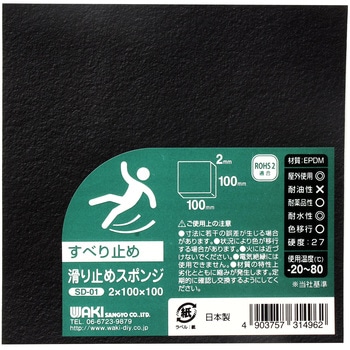 2mm
100mm
100mm
ROHS2
適合
材質:EPDM
屋外使用○
耐油性×
耐薬品性○
耐水性◎
色移行○
硬度:27
使用温度(℃)
-20~80
※当社基準
すべり止め
滑り止めスポンジ
SD-01 2×100×100
WAKI SANGYO CO.,LTD.
TEL 06-6723-9879
www.waki-diy.co.jp
⚠ご使用上の注意
●寸法に若干の誤差が生じる場合
があります。●状況により色が移行
する場合があります。●火には近づ
けないでください。●電気絶縁には
使用できません。●材質の特性上
劣化とともに縮みが発生します。定
期的に確認し交換するようにして
ください。
紙
ラベル:紙
日本製
4 903757 314962